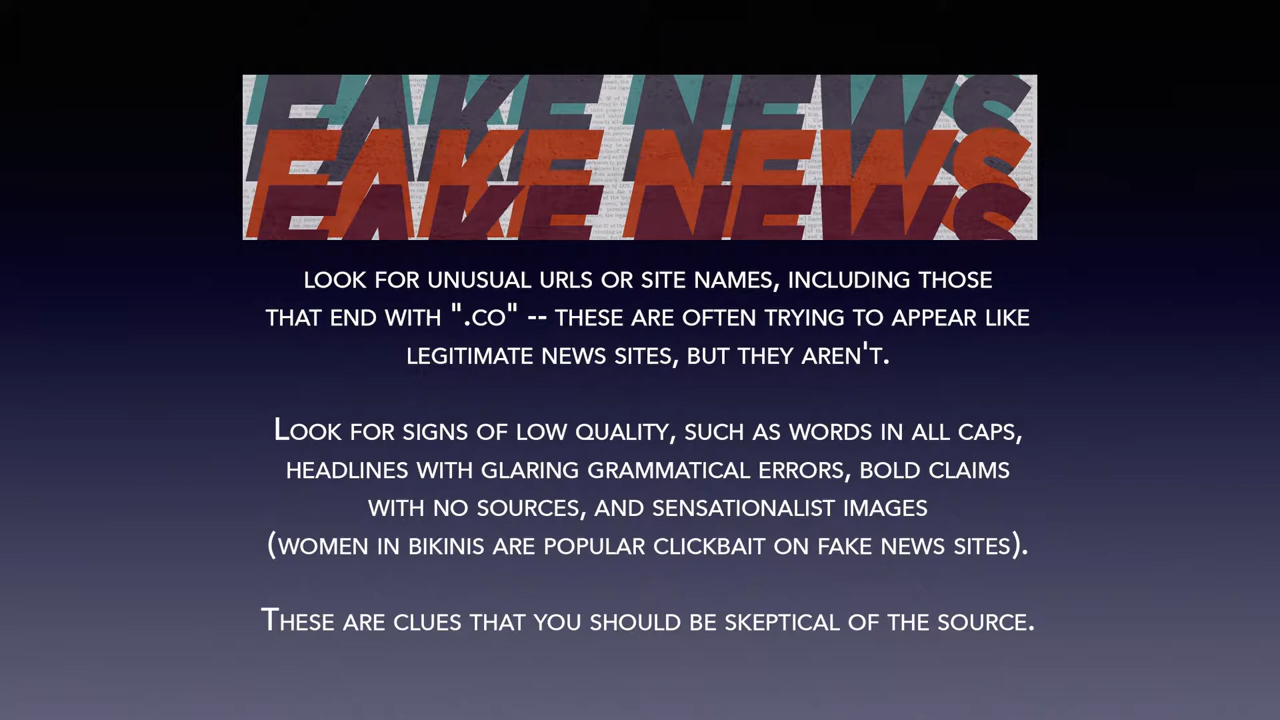 FAKE NEWS
FAKE NEWS
FAKE NEWS
LOOK FOR UNUSUAL URLS OR SITE NAMES, INCLUDING THOSE
THAT END WITH ".CO" -- THESE ARE OFTEN TRYING TO APPEAR LIKE
LEGITIMATE NEWS SITES, BUT THEY AREN'T.
LOOK FOR SIGNS OF LOW QUALITY, SUCH AS WORDS IN ALL CAPS,
HEADLINES WITH GLARING GRAMMATICAL ERRORS, BOLD CLAIMS
WITH NO SOURCES, AND SENSATIONALIST IMAGES
(WOMEN IN BIKINIS ARE POPULAR CLICKBAIT ON FAKE NEWS SITES).
THESE ARE CLUES THAT YOU SHOULD BE SKEPTICAL OF THE SOURCE.